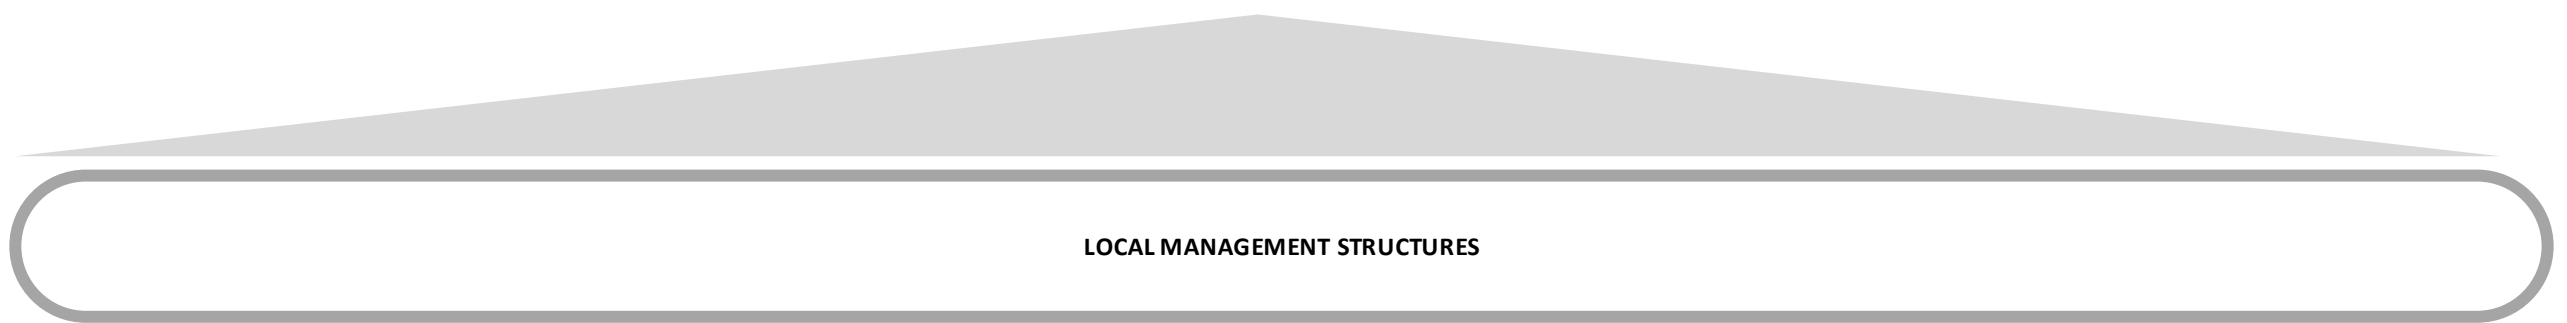 LOCAL MANAGEMENT STRUCTURES